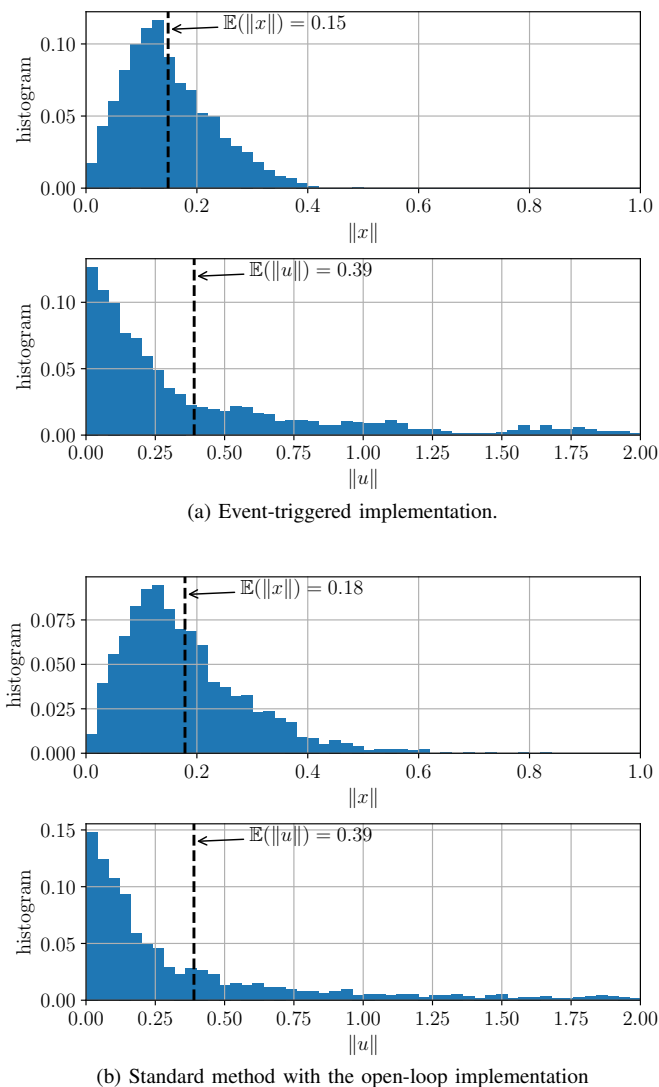 𝔼(‖x‖) = 0.15
0.10
0.05
0.00
histogram
0.0 0.2 0.4 0.6 0.8 1.0
‖x‖
𝔼(‖u‖) = 0.39
0.10
0.05
0.00
histogram
0.00 0.25 0.50 0.75 1.00 1.25 1.50 1.75 2.00
‖u‖
(a) Event-triggered implementation.
𝔼(‖x‖) = 0.18
0.075
0.050
0.025
0.000
histogram
0.0 0.2 0.4 0.6 0.8 1.0
‖x‖
0.15
𝔼(‖u‖) = 0.39
0.10
0.05
0.00
histogram
0.00 0.25 0.50 0.75 1.00 1.25 1.50 1.75 2.00
‖u‖
(b) Standard method with the open-loop implementation